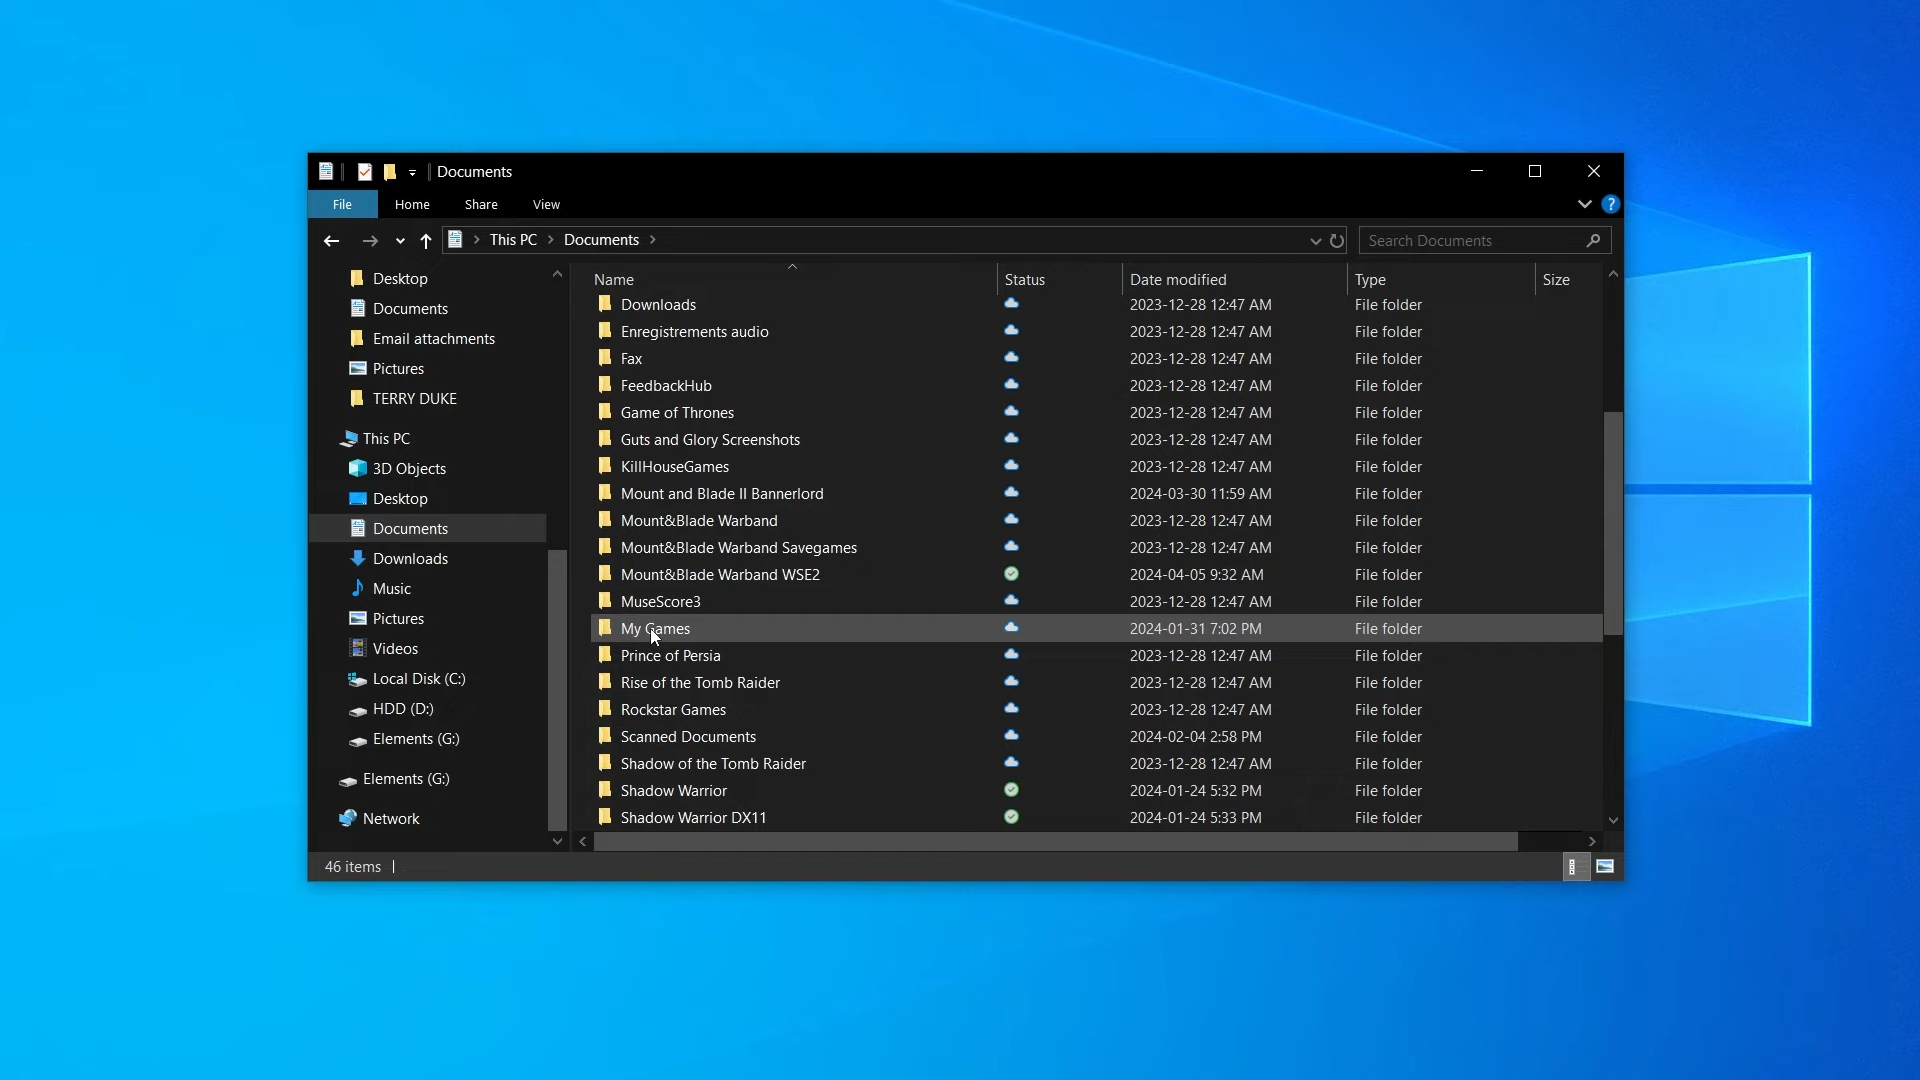 Documents
File Home Share View
?
This PC > Documents >
Search Documents
Desktop
Documents
Email attachments
Pictures
TERRY DUKE
This PC
3D Objects
Desktop
Documents
Downloads
Music
Pictures
Videos
Local Disk (C:)
HDD (D:)
Elements (G:)
Elements (G:)
Network
Name Status Date modified Type Size
Downloads 2023-12-28 12:47 AM File folder
Enregistrements audio 2023-12-28 12:47 AM File folder
Fax 2023-12-28 12:47 AM File folder
FeedbackHub 2023-12-28 12:47 AM File folder
Game of Thrones 2023-12-28 12:47 AM File folder
Guts and Glory Screenshots 2023-12-28 12:47 AM File folder
KillHouseGames 2023-12-28 12:47 AM File folder
Mount and Blade II Bannerlord 2024-03-30 11:59 AM File folder
Mount&Blade Warband 2023-12-28 12:47 AM File folder
Mount&Blade Warband Savegames 2023-12-28 12:47 AM File folder
Mount&Blade Warband WSE2 2024-04-05 9:32 AM File folder
MuseScore3 2023-12-28 12:47 AM File folder
My Games 2024-01-31 7:02 PM File folder
Prince of Persia 2023-12-28 12:47 AM File folder
Rise of the Tomb Raider 2023-12-28 12:47 AM File folder
Rockstar Games 2023-12-28 12:47 AM File folder
Scanned Documents 2024-02-04 2:58 PM File folder
Shadow of the Tomb Raider 2023-12-28 12:47 AM File folder
Shadow Warrior 2024-01-24 5:32 PM File folder
Shadow Warrior DX11 2024-01-24 5:33 PM File folder
46 items